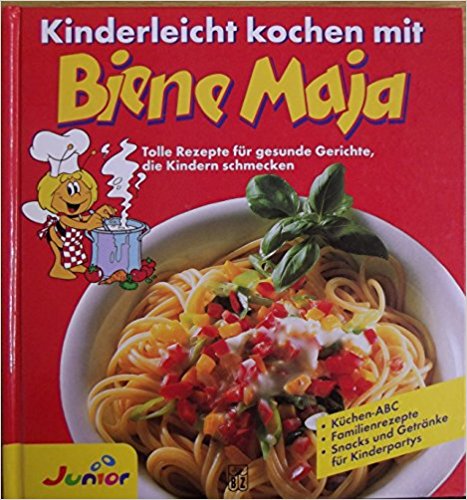 Kinderleicht kochen mit
Biene Maja
Tolle Rezepte für gesunde Gerichte,
die Kindern schmecken
• Küchen-ABC
• Familienrezepte
• Snacks und Getränke
für Kinderpartys
Junior
BZ